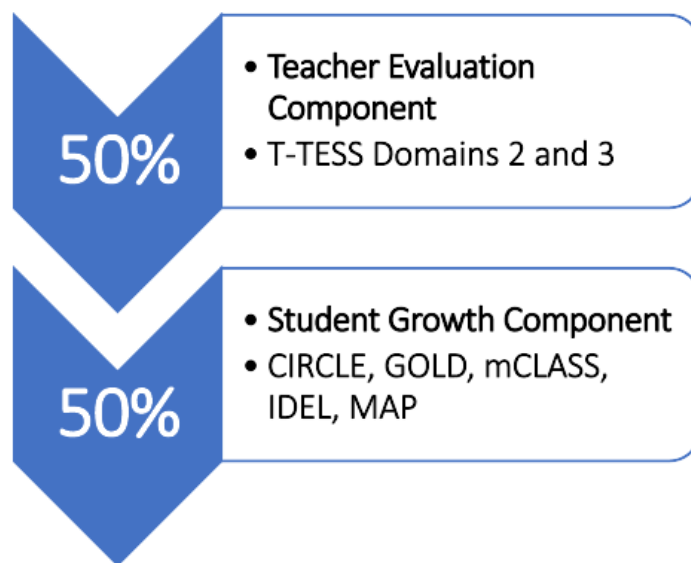 50%
• Teacher Evaluation
Component
• T-TESS Domains 2 and 3
50%
• Student Growth Component
• CIRCLE, GOLD, mCLASS,
IDEL, MAP